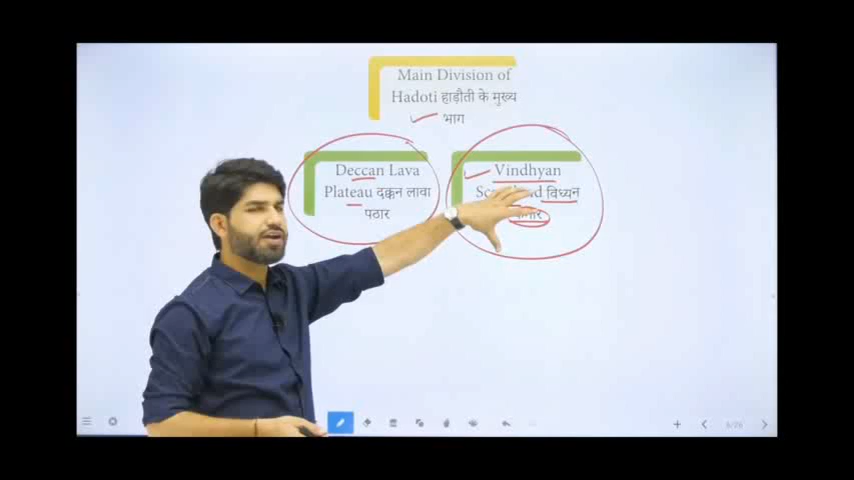 Main Division of
Hadoti हाड़ौती के मुख्य
भाग
Deccan Lava
Plateau दक्कन लावा
पठार
Vindhyan
विध्यन